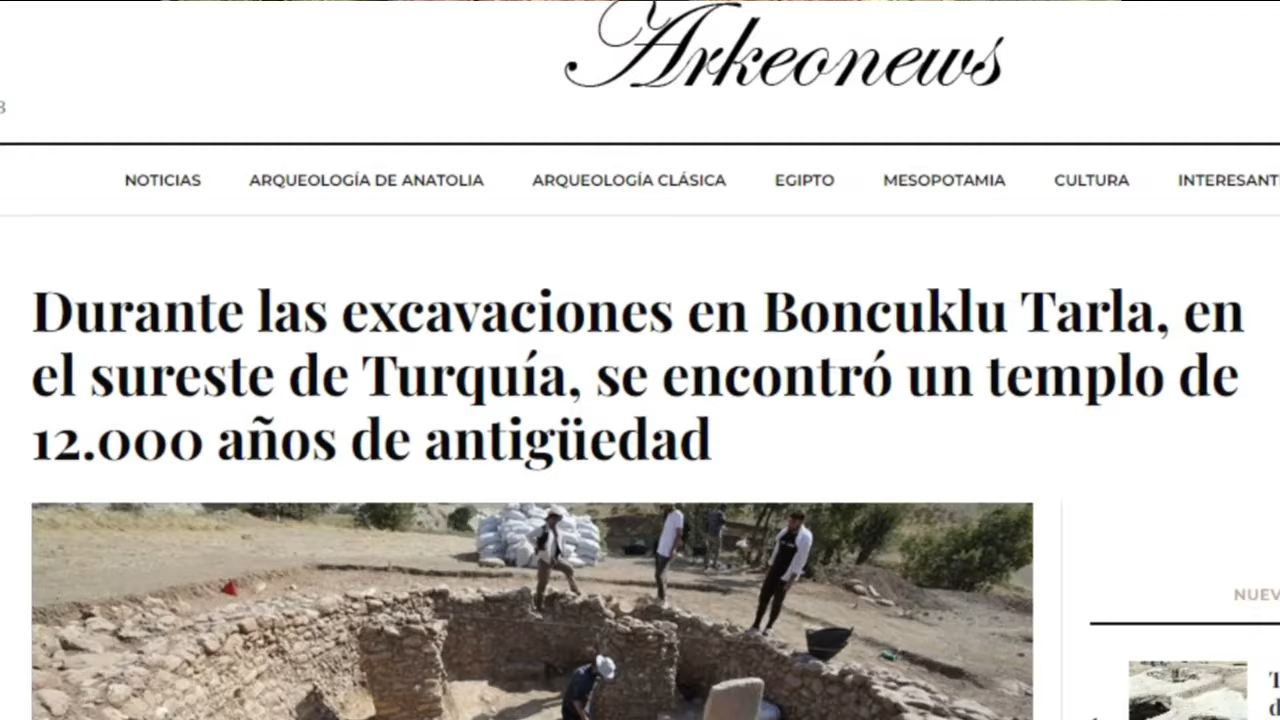 Arkeonews
NOTICIAS ARQUEOLOGÍA DE ANATOLIA ARQUEOLOGÍA CLÁSICA EGIPTO MESOPOTAMIA CULTURA
Durante las excavaciones en Boncuklu Tarla, en
el sureste de Turquía, se encontró un templo de
12.000 años de antigüedad